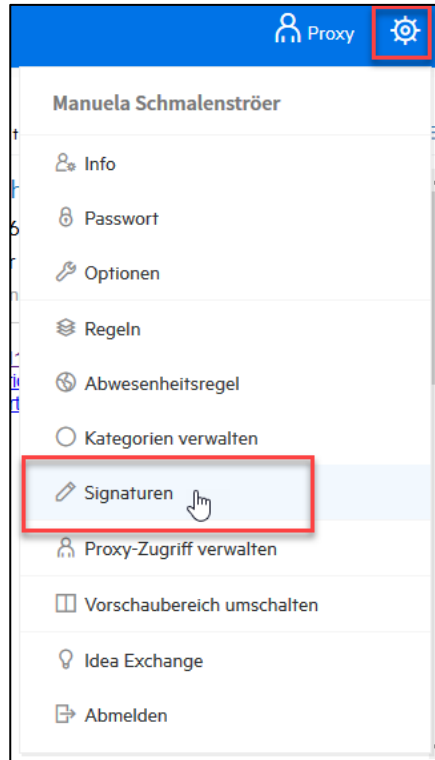 Proxy
Manuela Schmalenströer
Info
Passwort
Optionen
Regeln
Abwesenheitsregel
Kategorien verwalten
Signaturen
Proxy-Zugriff verwalten
Vorschaubereich umschalten
Idea Exchange
Abmelden